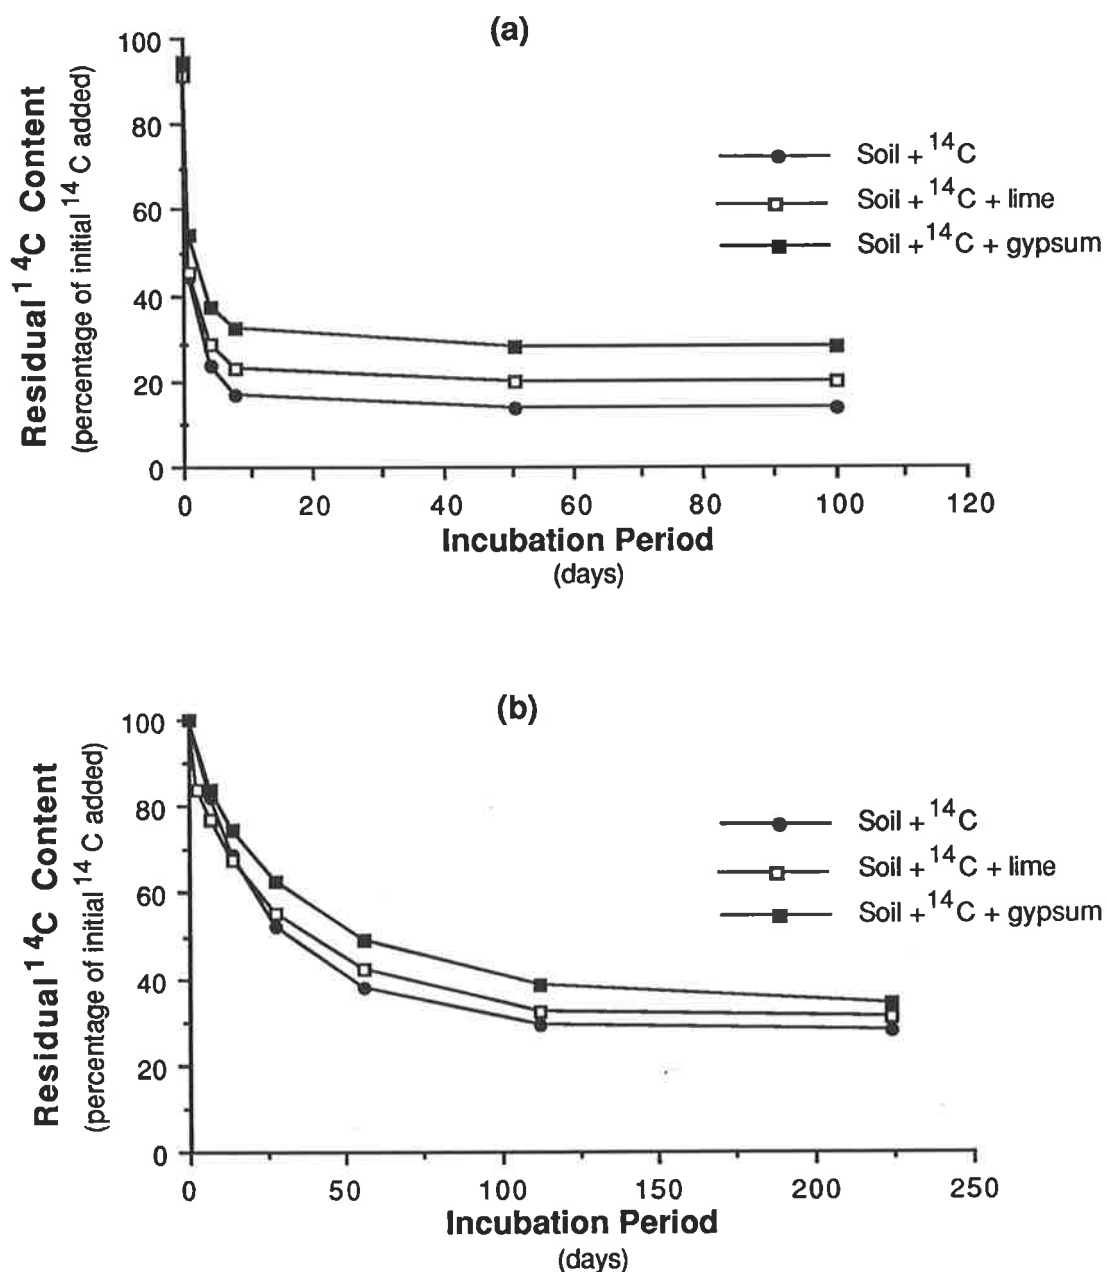 (a)
100
80
60
40
20
0
Residual ¹⁴C Content
(percentage of initial ¹⁴ C added)
Soil + ¹⁴C
Soil + ¹⁴C + lime
Soil + ¹⁴C + gypsum
0 20 40 60 80 100 120
Incubation Period
(days)
(b)
100
80
60
40
20
0
Residual ¹⁴C Content
(percentage of initial ¹⁴ C added)
Soil + ¹⁴C
Soil + ¹⁴C + lime
Soil + ¹⁴C + gypsum
0 50 100 150 200 250
Incubation Period
(days)